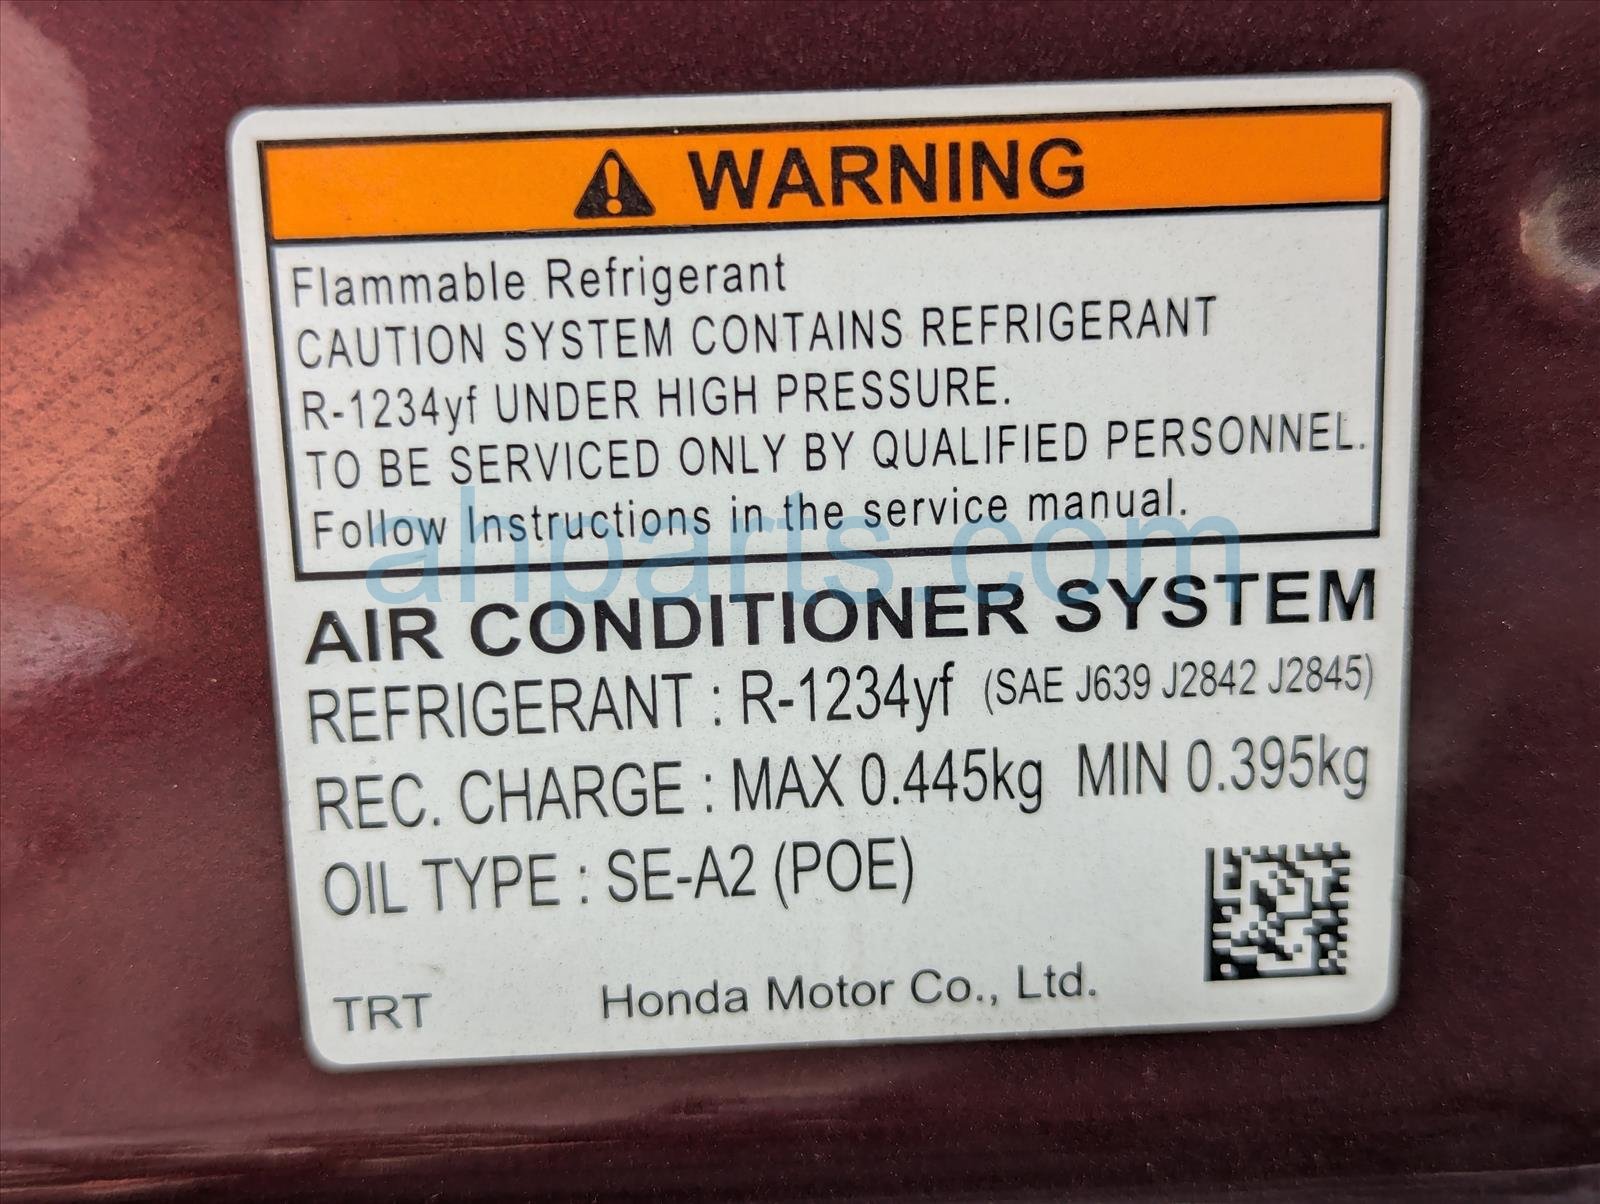 WARNING
Flammable Refrigerant
CAUTION SYSTEM CONTAINS REFRIGERANT
R-1234yf UNDER HIGH PRESSURE.
TO BE SERVICED ONLY BY QUALIFIED PERSONNEL.
Follow Instructions in the service manual.
ahparts.com
AIR CONDITIONER SYSTEM
REFRIGERANT : R-1234yf (SAE J639 J2842 J2845)
REC. CHARGE : MAX 0.445kg MIN 0.395kg
OIL TYPE : SE-A2 (POE)
TRT Honda Motor Co., Ltd.